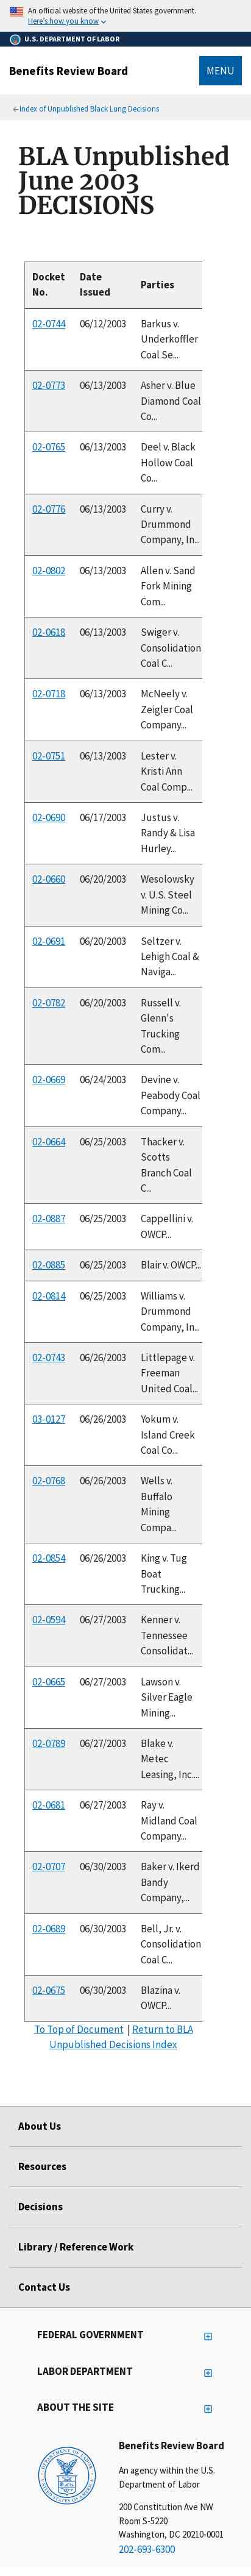 An official website of the United States government.
Here's how you know
U.S. DEPARTMENT OF LABOR
Benefits Review Board
MENU
Index of Unpublished Black Lung Decisions
BLA Unpublished
June 2003
DECISIONS
Docket No. Date Issued Parties
02-0744 06/12/2003 Barkus v. Underkoffler Coal Se...
02-0773 06/13/2003 Asher v. Blue Diamond Coal Co...
02-0765 06/13/2003 Deel v. Black Hollow Coal Co...
02-0776 06/13/2003 Curry v. Drummond Company, In...
02-0802 06/13/2003 Allen v. Sand Fork Mining Com...
02-0618 06/13/2003 Swiger v. Consolidation Coal C...
02-0718 06/13/2003 McNeely v. Zeigler Coal Company...
02-0751 06/13/2003 Lester v. Kristi Ann Coal Comp...
02-0690 06/17/2003 Justus v. Randy & Lisa Hurley...
02-0660 06/20/2003 Wesolowsky v. U.S. Steel Mining Co...
02-0691 06/20/2003 Seltzer v. Lehigh Coal & Naviga...
02-0782 06/20/2003 Russell v. Glenn's Trucking Com...
02-0669 06/24/2003 Devine v. Peabody Coal Company...
02-0664 06/25/2003 Thacker v. Scotts Branch Coal C...
02-0887 06/25/2003 Cappellini v. OWCP...
02-0885 06/25/2003 Blair v. OWCP...
02-0814 06/25/2003 Williams v. Drummond Company, In...
02-0743 06/26/2003 Littlepage v. Freeman United Coal...
03-0127 06/26/2003 Yokum v. Island Creek Coal Co...
02-0768 06/26/2003 Wells v. Buffalo Mining Compa...
02-0854 06/26/2003 King v. Tug Boat Trucking...
02-0594 06/27/2003 Kenner v. Tennessee Consolidat...
02-0665 06/27/2003 Lawson v. Silver Eagle Mining...
02-0789 06/27/2003 Blake v. Metec Leasing, Inc....
02-0681 06/27/2003 Ray v. Midland Coal Company...
02-0707 06/30/2003 Baker v. Ikerd Bandy Company,...
02-0689 06/30/2003 Bell, Jr. v. Consolidation Coal C...
02-0675 06/30/2003 Blazina v. OWCP...
To Top of Document | Return to BLA
Unpublished Decisions Index
About Us
Resources
Decisions
Library / Reference Work
Contact Us
FEDERAL GOVERNMENT
LABOR DEPARTMENT
ABOUT THE SITE
Benefits Review Board
An agency within the U.S.
Department of Labor
200 Constitution Ave NW
Room S-5220
Washington, DC 20210-0001
202-693-6300